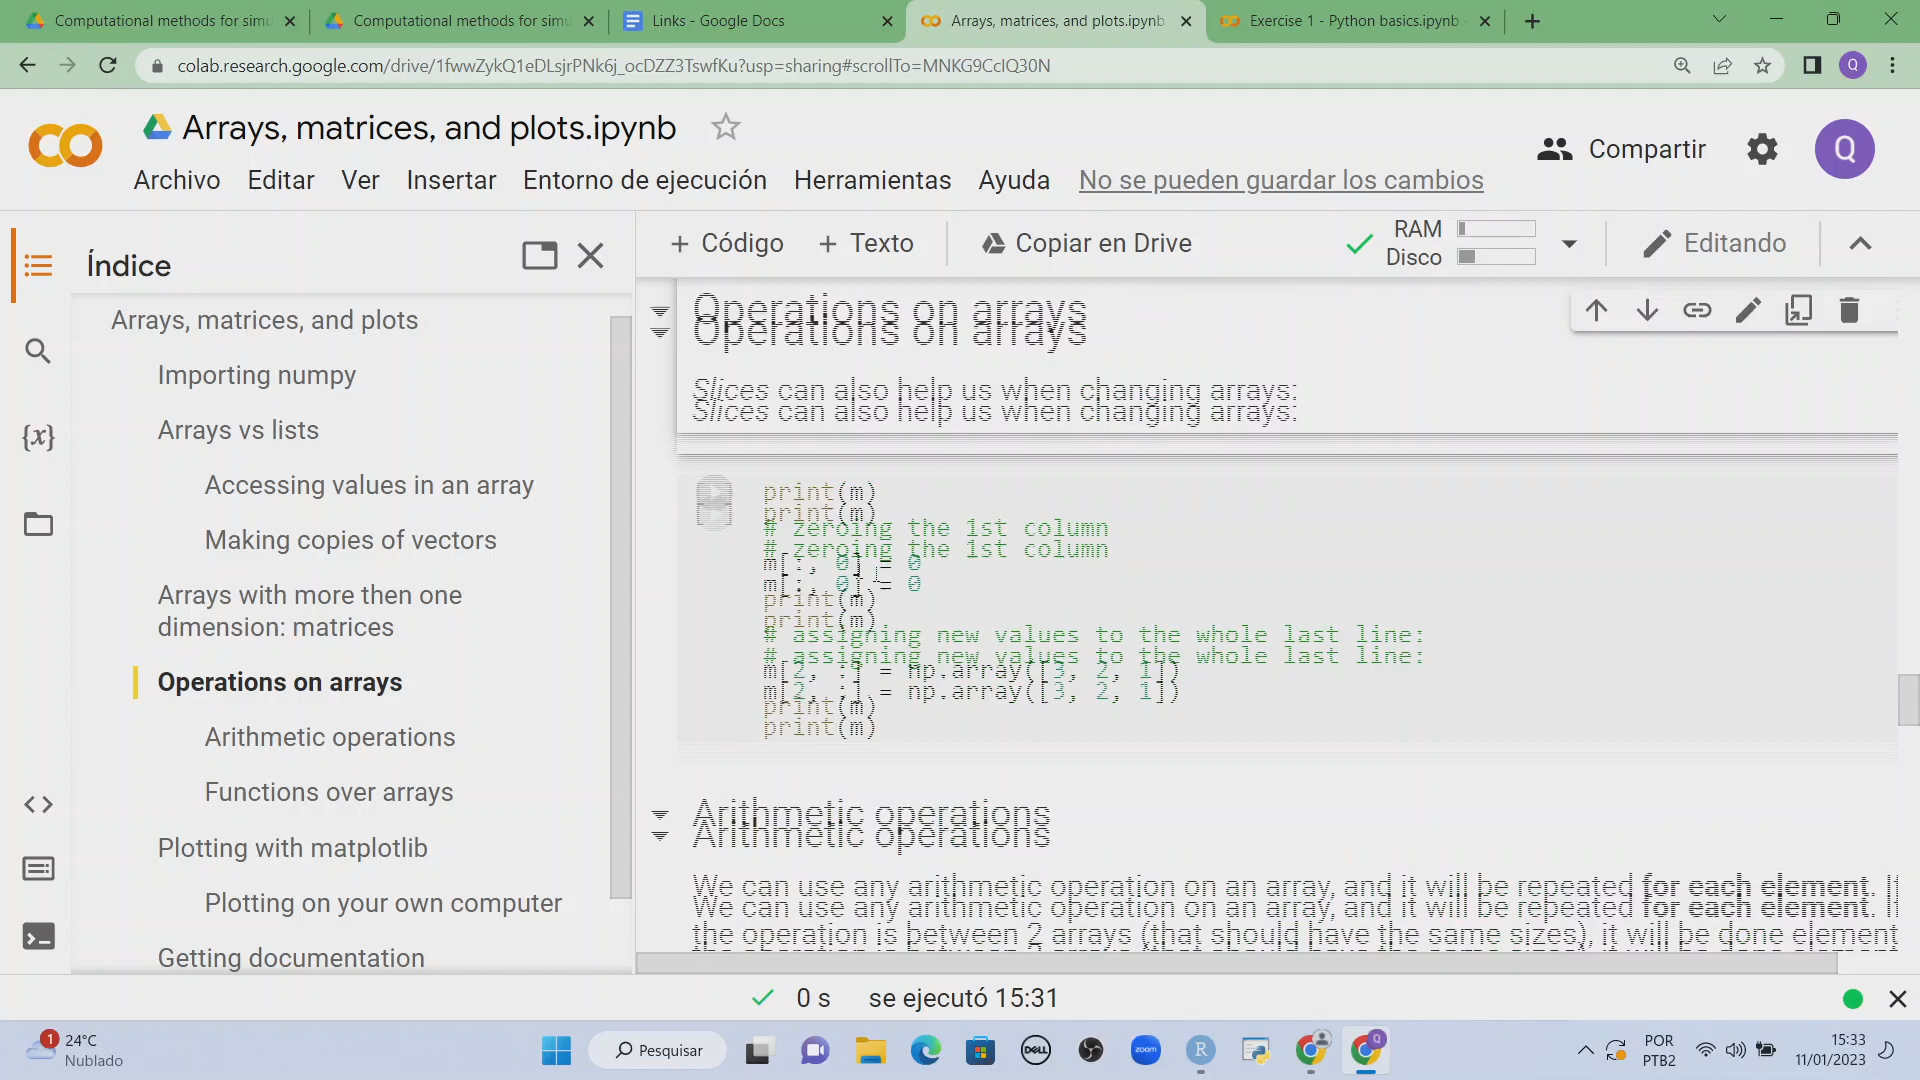 Computational methods for simu
Computational methods for simu
Links - Google Docs
Arrays, matrices, and plots.ipynb
Exercise 1 - Python basics.ipynb
colab.research.google.com/drive/1fwwZykQ1eDLsjrPNk6j_ocDZZ3TswfKu?usp=sharing#scrollTo=MNKG9CcIQ30N
Q
Arrays, matrices, and plots.ipynb
Archivo Editar Ver Insertar Entorno de ejecución Herramientas Ayuda No se pueden guardar los cambios
Compartir
Q
+ Código + Texto Copiar en Drive
RAM
Disco
Editando
Índice
Arrays, matrices, and plots
Importing numpy
Arrays vs lists
Accessing values in an array
Making copies of vectors
Arrays with more then one
dimension: matrices
Operations on arrays
Arithmetic operations
Functions over arrays
Plotting with matplotlib
Plotting on your own computer
Getting documentation
{x}
Operations on arrays
Slices can also help us when changing arrays:
print(m)
# zeroing the 1st column
m[:, 0] = 0
print(m)
# assigning new values to the whole last line:
m[2, :] = np.array([3, 2, 1])
print(m)
Arithmetic operations
We can use any arithmetic operation on an array, and it will be repeated for each element. If
the operation is between 2 arrays (that should have the same sizes), it will be done element
0 s se ejecutó 15:31
1
24°C
Nublado
Pesquisar
DELL
zoom
R
Q
POR
PTB2
15:33
11/01/2023